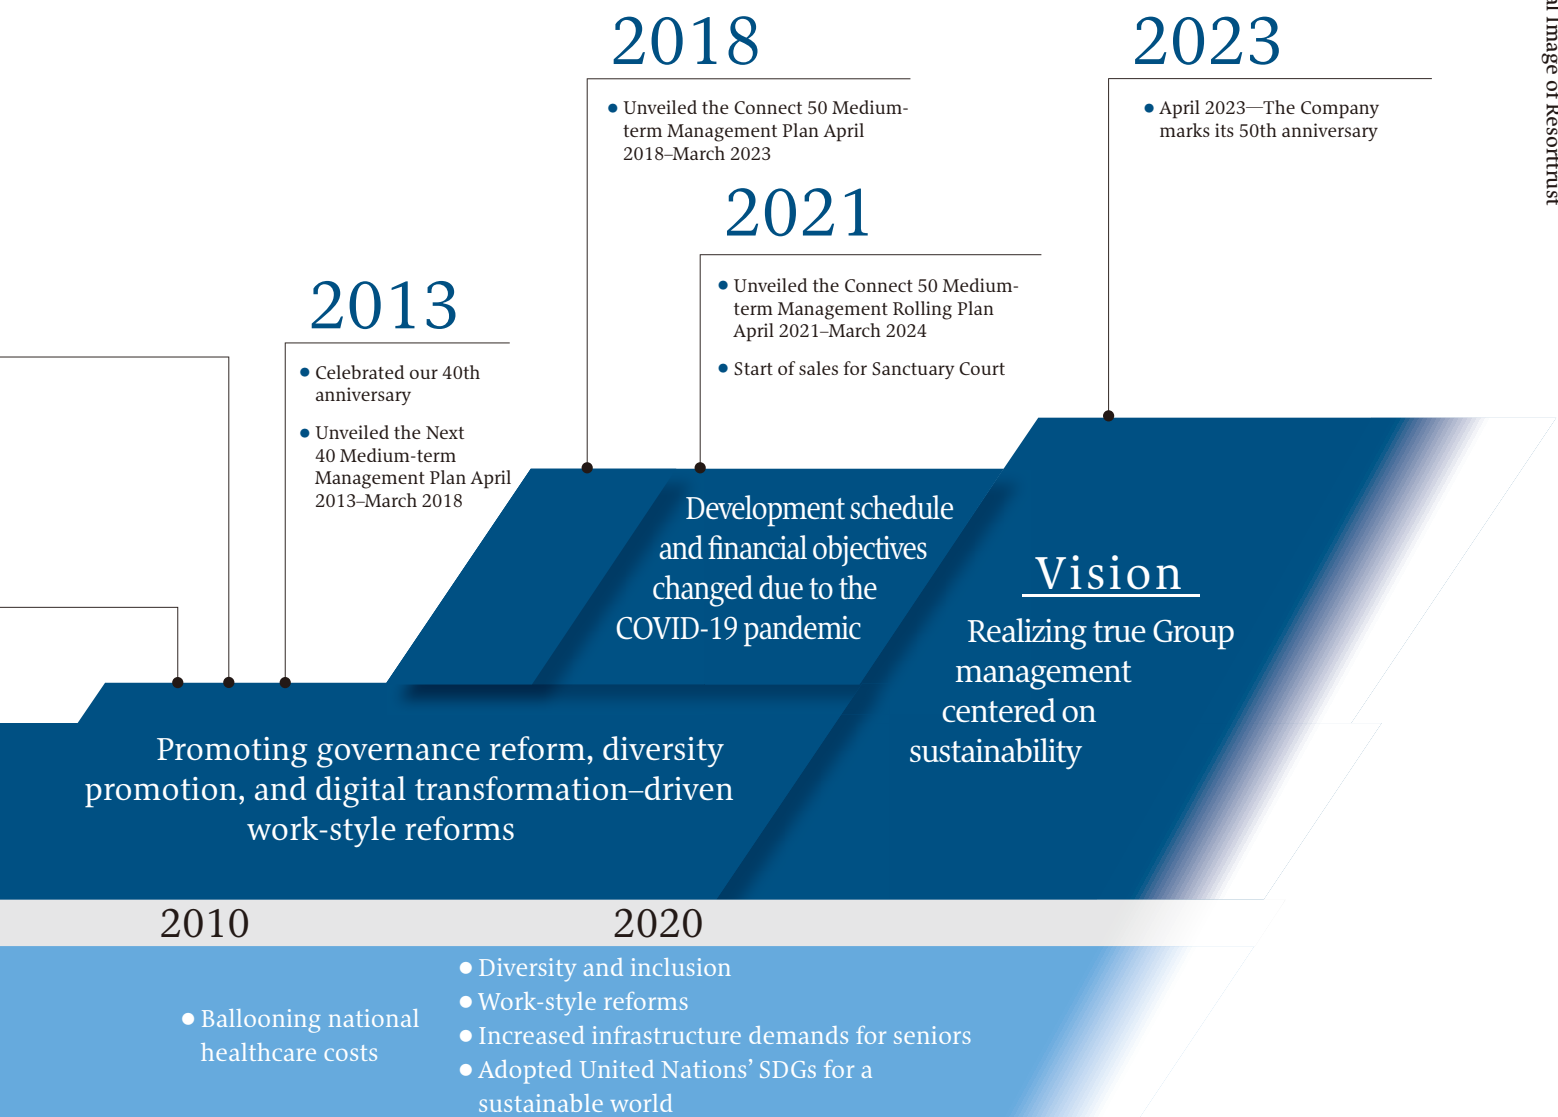 2018
Unveiled the Connect 50 Medium-
term Management Plan April
2018–March 2023
2023
April 2023—The Company
marks its 50th anniversary
2021
Unveiled the Connect 50 Medium-
term Management Rolling Plan
April 2021–March 2024
Start of sales for Sanctuary Court
2013
Celebrated our 40th
anniversary
Unveiled the Next
40 Medium-term
Management Plan April
2013–March 2018
Development schedule
and financial objectives
changed due to the
COVID-19 pandemic
Vision
Realizing true Group
management
centered on
sustainability
Promoting governance reform, diversity
promotion, and digital transformation–driven
work-style reforms
2010
2020
Ballooning national
healthcare costs
Diversity and inclusion
Work-style reforms
Increased infrastructure demands for seniors
Adopted United Nations’ SDGs for a
sustainable world
Image of Resorttrust